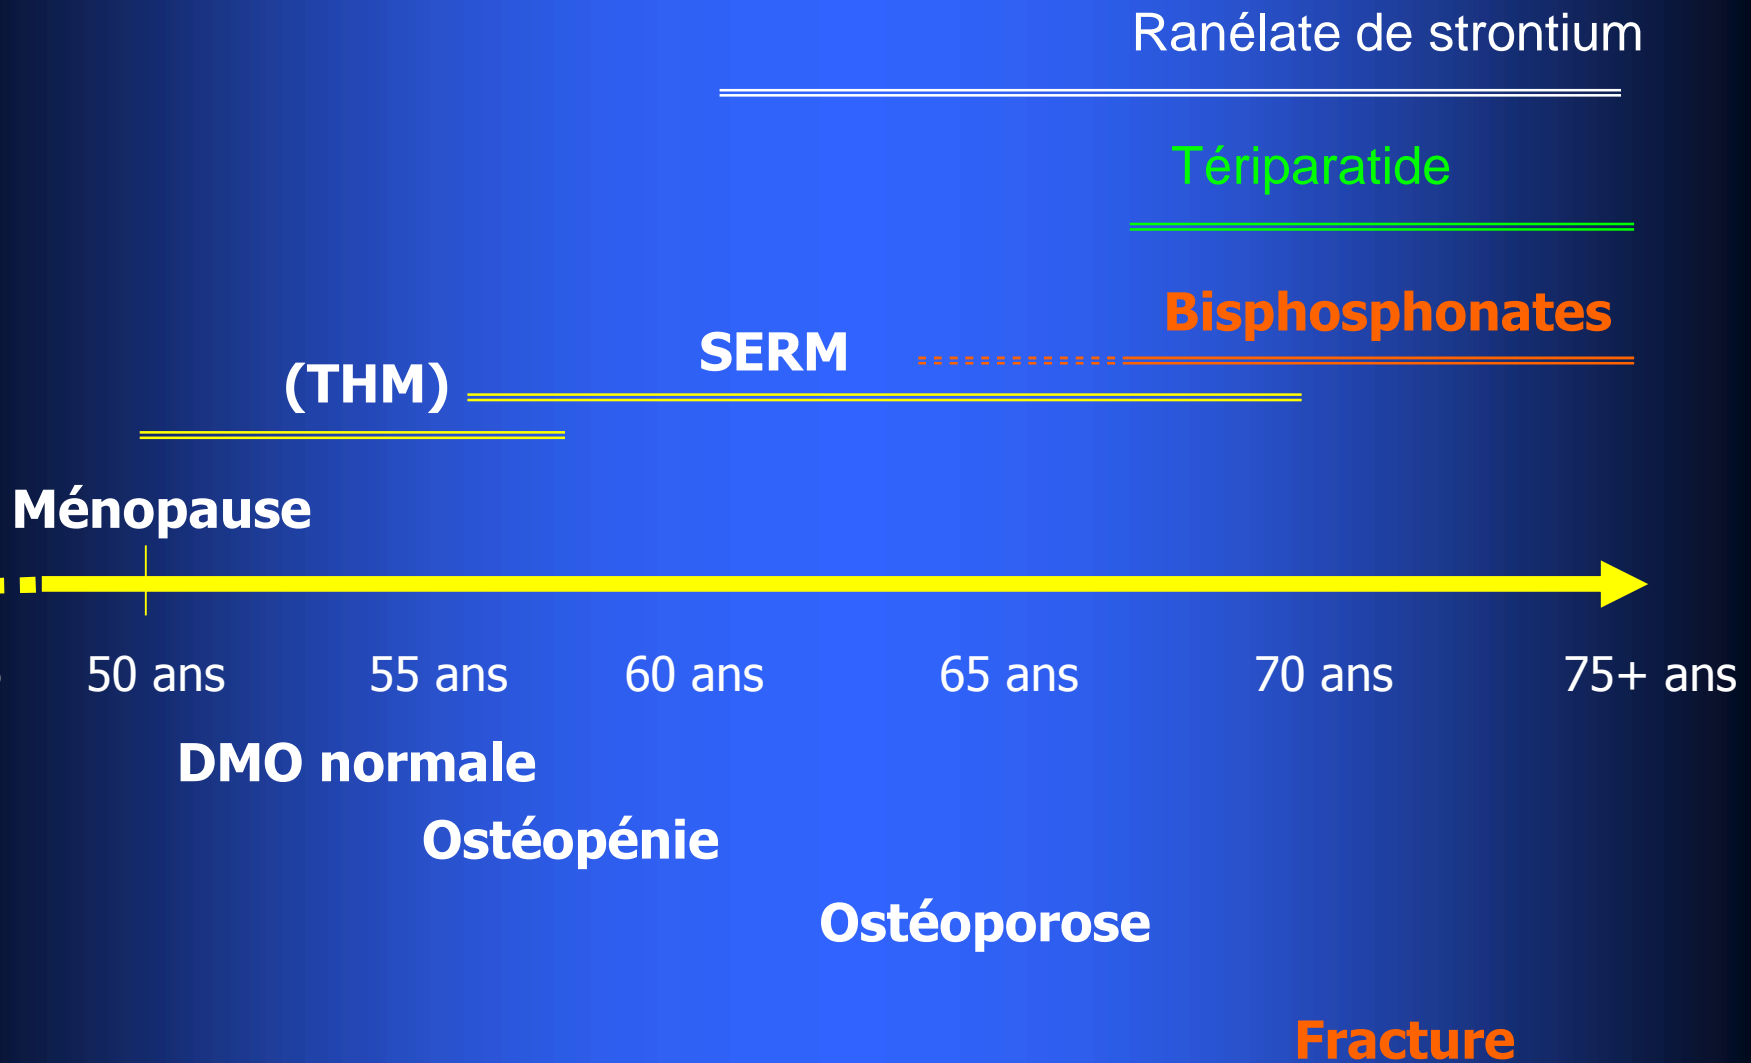 Ranélate de strontium
Tériparatide
Bisphosphonates
SERM
(THM)
Ménopause
50 ans 55 ans 60 ans 65 ans 70 ans 75+ ans
DMO normale
Ostéopénie
Ostéoporose
Fracture